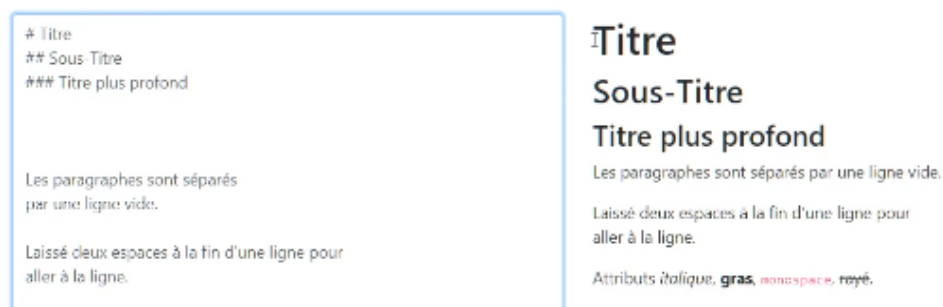 # Titre
## Sous-Titre
### Titre plus profond
Les paragraphes sont séparés
par une ligne vide.
Laissé deux espaces à la fin d'une ligne pour
aller à la ligne.
Titre
Sous-Titre
Titre plus profond
Les paragraphes sont séparés par une ligne vide.
Laissé deux espaces à la fin d'une ligne pour
aller à la ligne.
Attributs italique, gras, monospace, rayé.